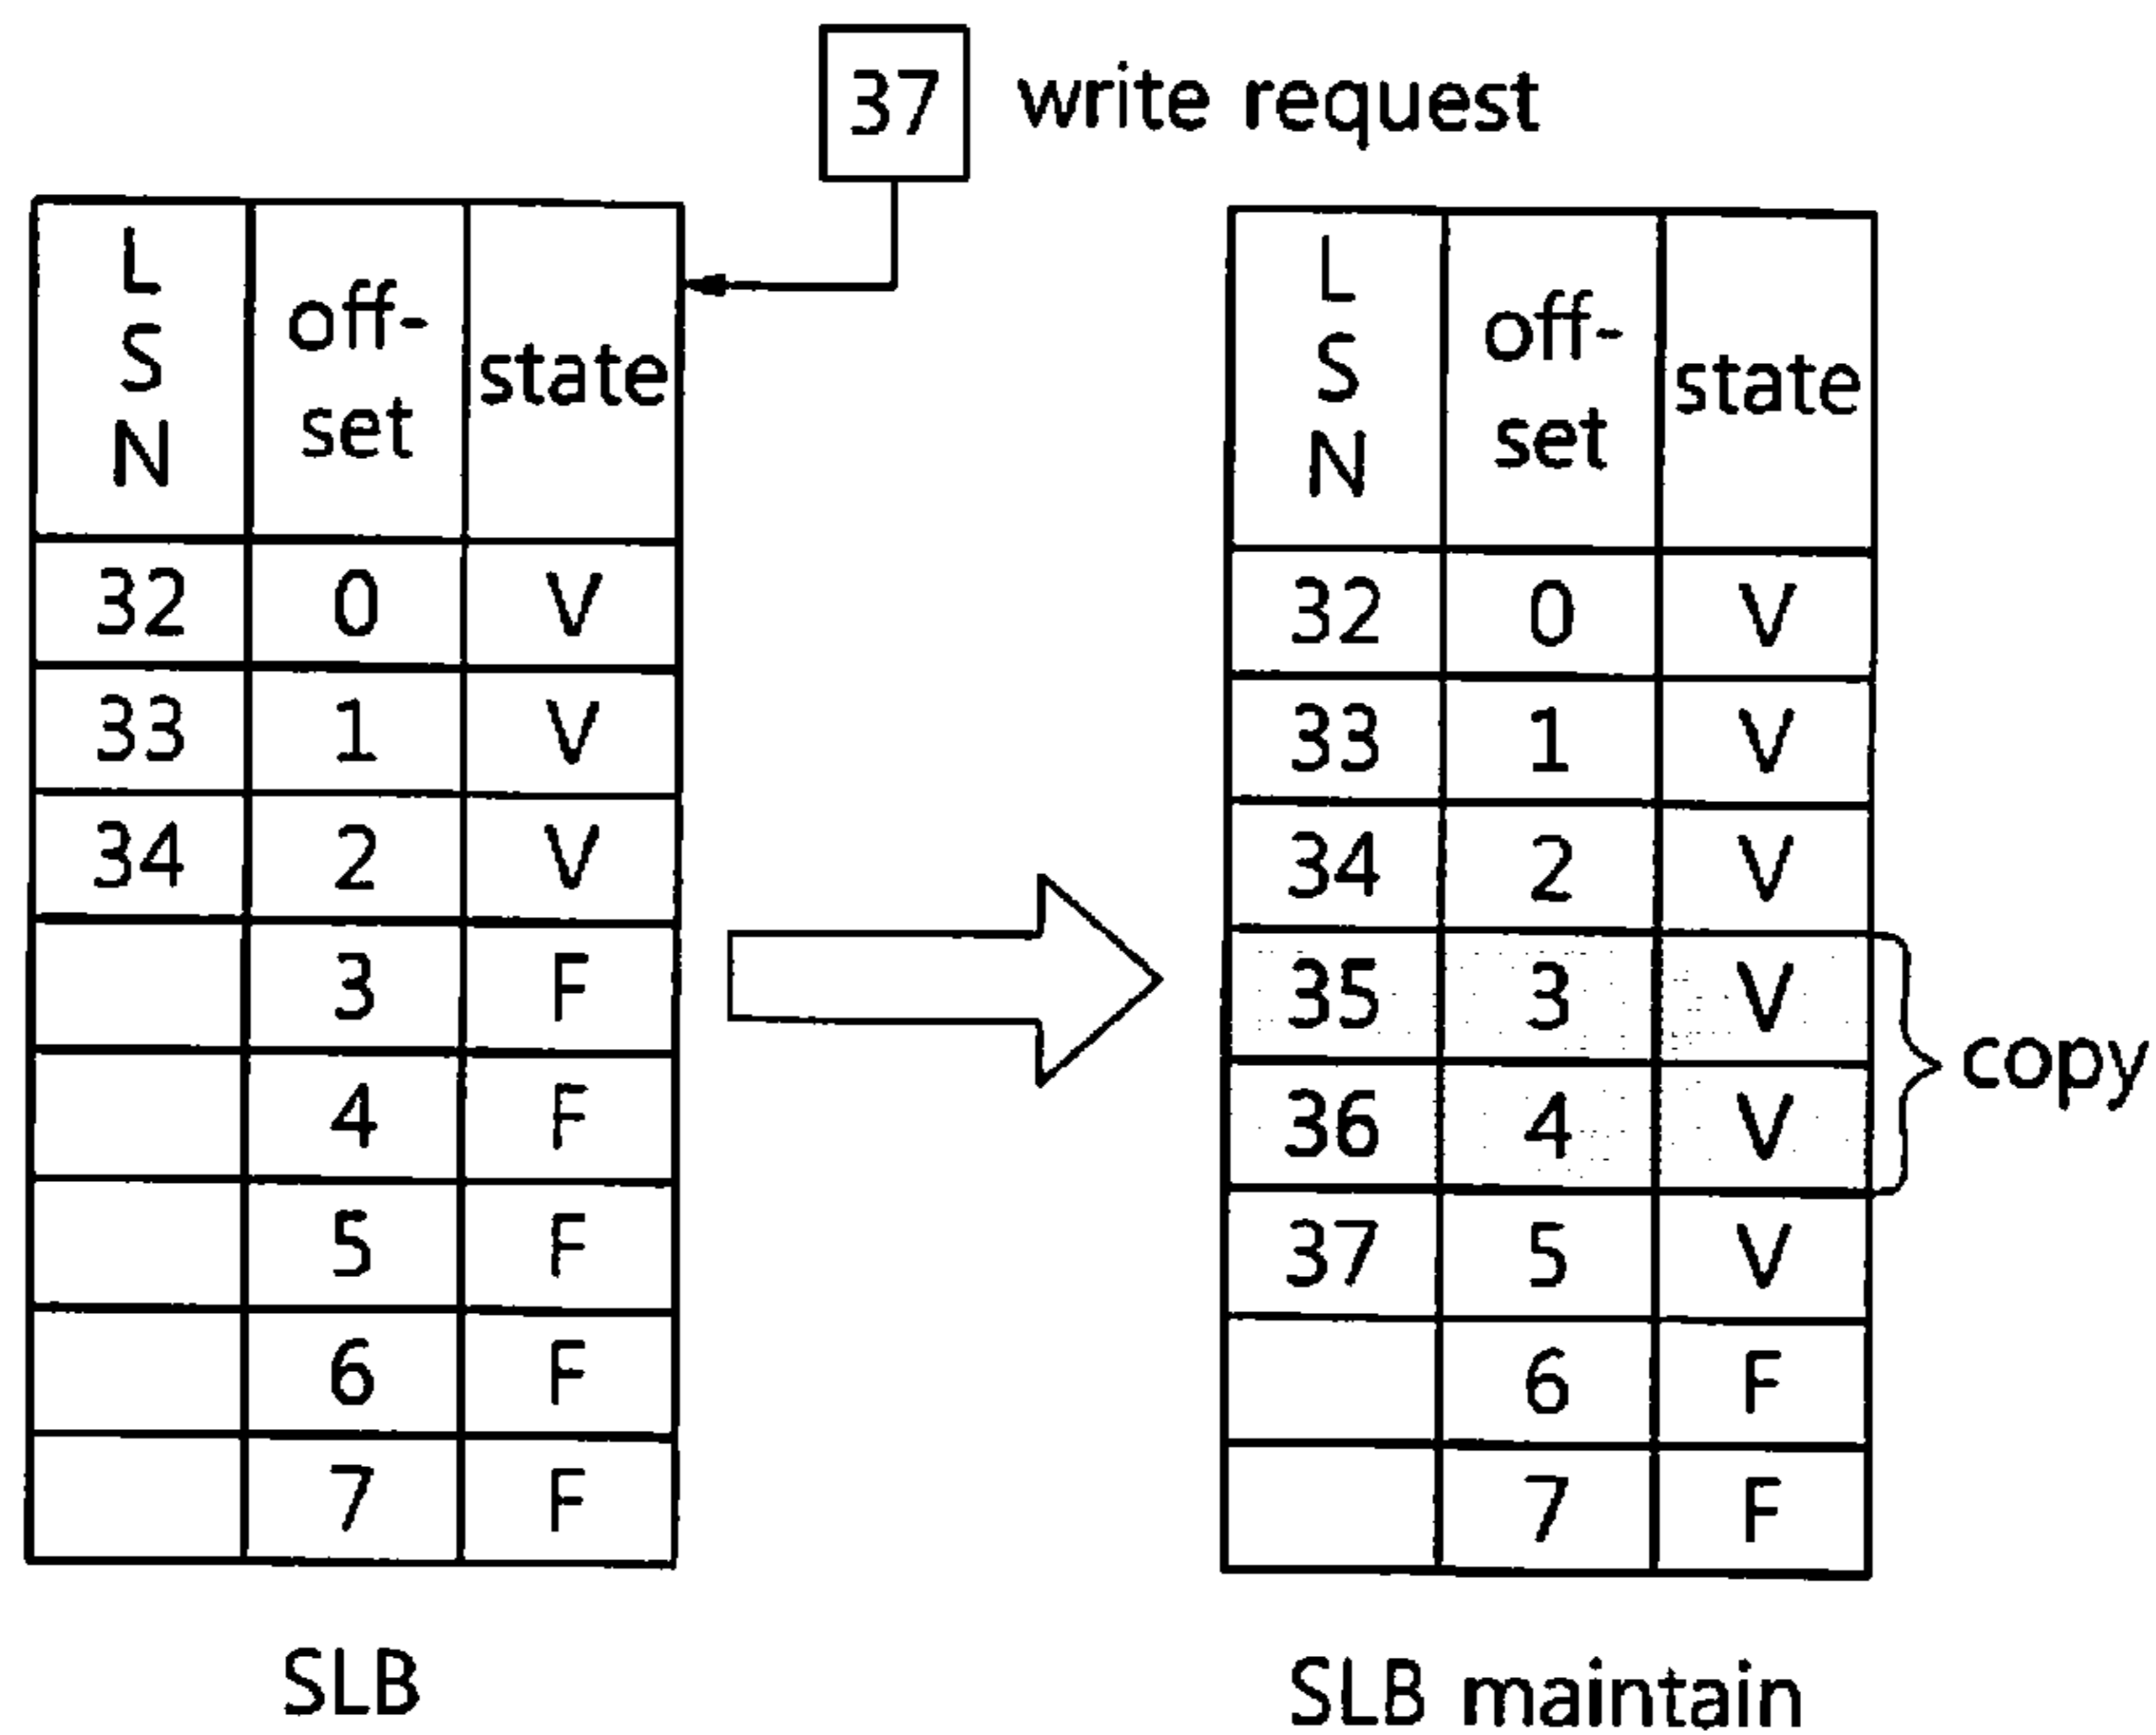 37 write request
L S N off-set state
32 0 V
33 1 V
34 2 V
3 F
4 F
5 F
6 F
7 F
SLB
L S N off-set state
32 0 V
33 1 V
34 2 V
35 3 V
36 4 V
copy
37 5 V
6 F
7 F
SLB maintain